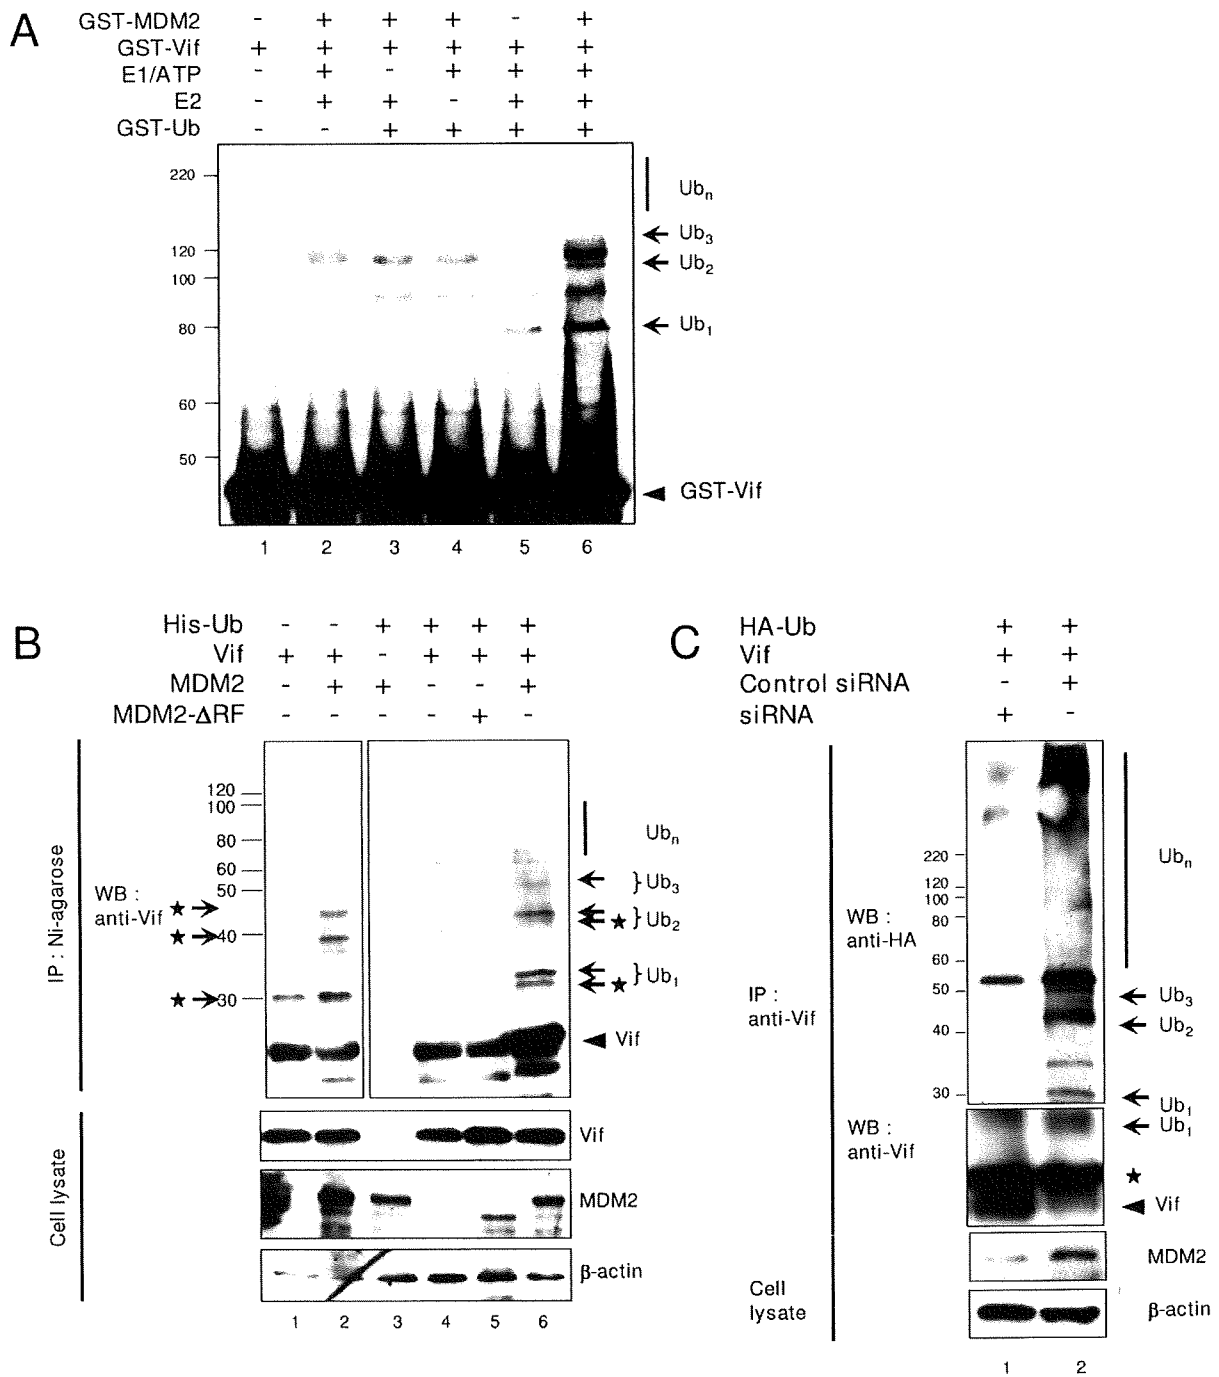 A
GST-MDM2 - + + + - +
GST-Vif + + + + + +
E1/ATP - + - + + +
E2 - + + - + +
GST-Ub - - + + + +
220
120
100
80
60
50
Ubn
Ub3
Ub2
Ub1
GST-Vif
1 2 3 4 5 6
B
His-Ub - - + + + +
Vif + + - + + +
MDM2 - + + - - +
MDM2-ΔRF - - - - + -
IP : Ni-agarose
WB :
anti-Vif
120
100
80
60
50
40
30
Ubn
Ub3
Ub2
Ub1
Vif
Cell lysate
Vif
MDM2
β-actin
1 2 3 4 5 6
C
HA-Ub + +
Vif + +
Control siRNA - +
siRNA + -
IP :
anti-Vif
WB :
anti-HA
220
120
100
80
60
50
40
30
Ubn
Ub3
Ub2
Ub1
WB :
anti-Vif
Ub1
Vif
Cell
lysate
MDM2
β-actin
1 2